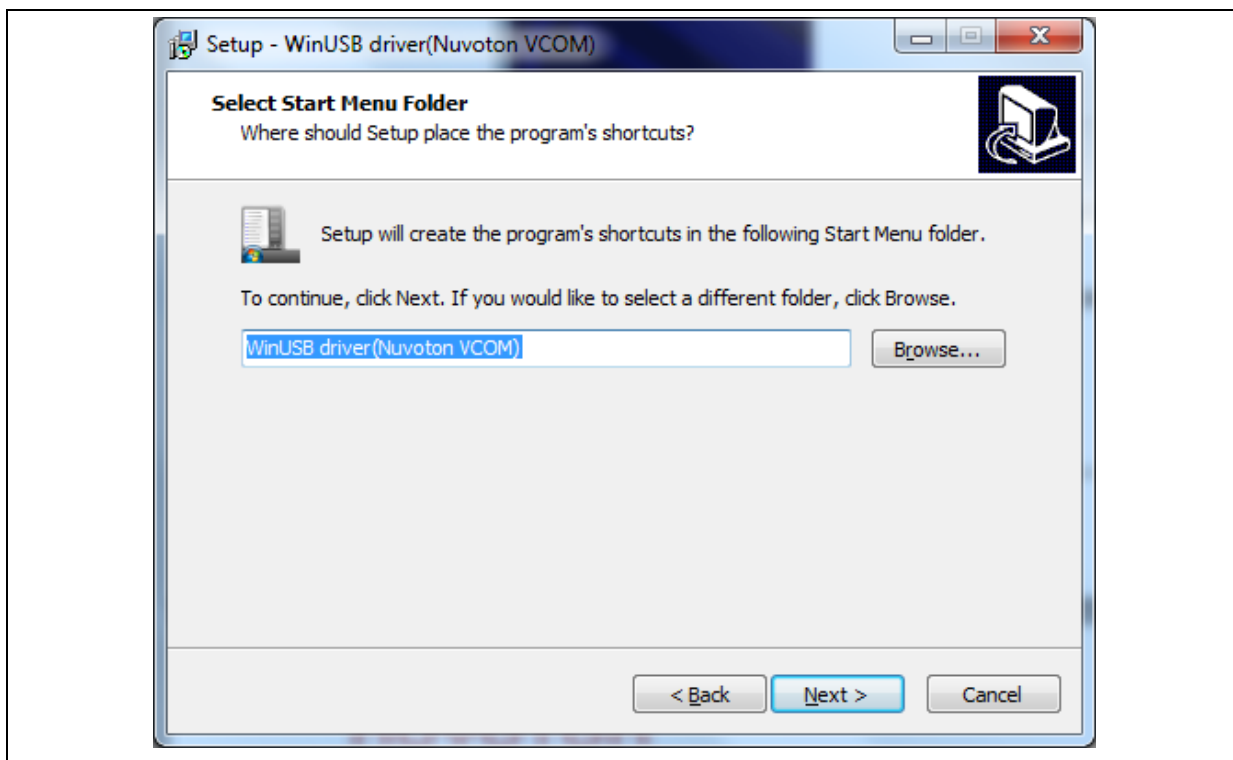 Setup - WinUSB driver(Nuvoton VCOM)
Select Start Menu Folder
Where should Setup place the program's shortcuts?
Setup will create the program's shortcuts in the following Start Menu folder.
To continue, click Next. If you would like to select a different folder, click Browse.
WinUSB driver(Nuvoton VCOM)
Browse...
< Back
Next >
Cancel